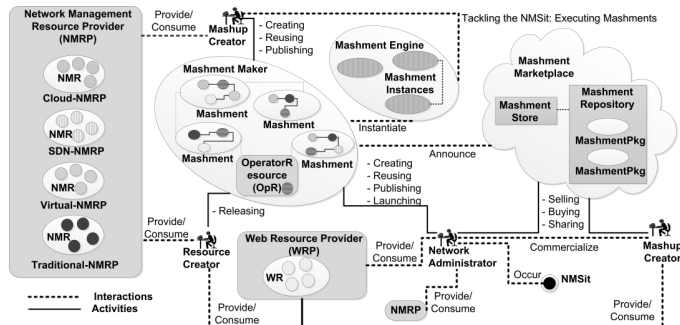 Network Management
Resource Provider
(NMRP)
NMR
Cloud-NMRP
NMR
SDN-NMRP
NMR
Virtual-NMRP
NMR
Traditional-NMRP
Provide/
Consume
Mashup
Creator
- Creating
- Reusing
- Publishing
Tackling the NMSit: Executing Mashments
Mashment Maker
Mashment
Mashment
Mashment
Mashment
OperatorR
esource
(OpR)
Mashment Engine
Mashment
Instances
Instantiate
Announce
Mashment
Marketplace
Mashment
Store
Mashment
Repository
MashmentPkg
MashmentPkg
- Creating
- Reusing
- Publishing
- Launching
- Selling
- Buying
- Sharing
- Releasing
Provide/
Consume
Resource
Creator
Web Resource Provider
(WRP)
WR
Provide/
Consume
Network
Administrator
Commercialize
Mashup
Creator
Occur
NMSit
NMRP
Provide/
Consume
Provide/
Consume
Provide/
Consume
Interactions
Activities